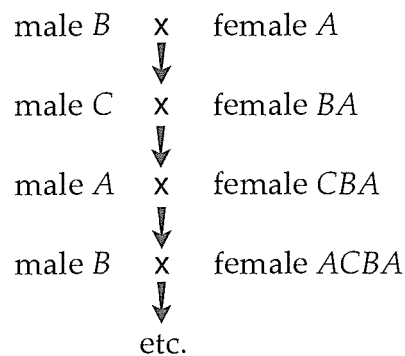 male B x female A
male C x female BA
male A x female CBA
male B x female ACBA
etc.